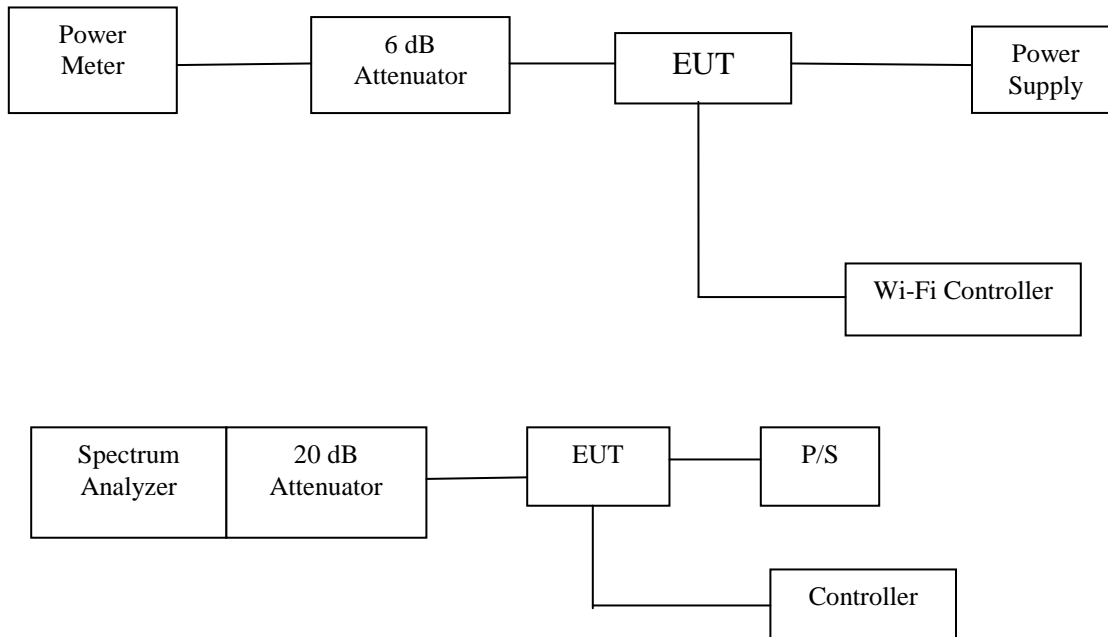 Power
Meter
6 dB
Attenuator
EUT
Power
Supply
Wi-Fi Controller
Spectrum
Analyzer
20 dB
Attenuator
EUT
P/S
Controller